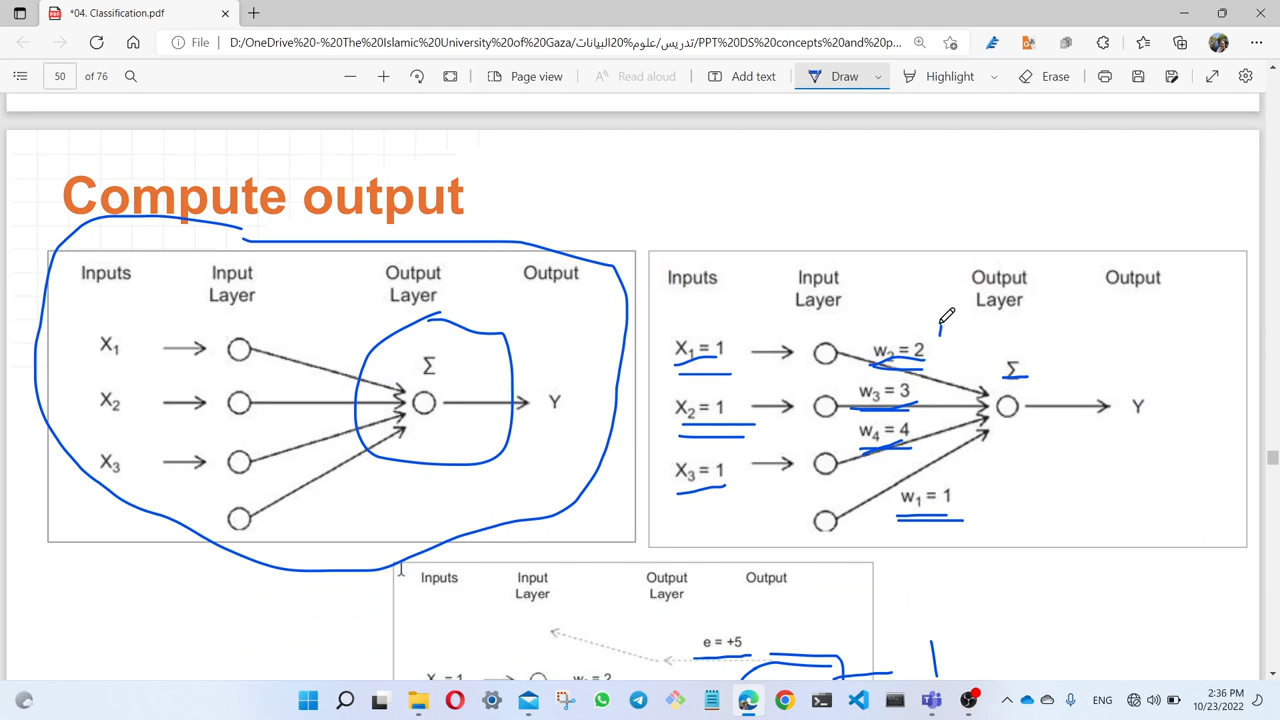 *04. Classification.pdf
File D:/OneDrive%20-%20The%20Islamic%20University%20of%20Gaza/تدريس/علوم%20البيانات/PPT%20DS%20concepts%20and%20p...
50 of 76
Page view
Read aloud
Add text
Draw
Highlight
Erase
Compute output
Inputs
Input Layer
Output Layer
Output
X1
X2
X3
Σ
Y
Inputs
Input Layer
Output Layer
Output
X1 = 1
X2 = 1
X3 = 1
w2 = 2
w3 = 3
w4 = 4
w1 = 1
Σ
Y
Inputs
Input Layer
Output Layer
Output
e = +5
ENG
2:36 PM
10/23/2022